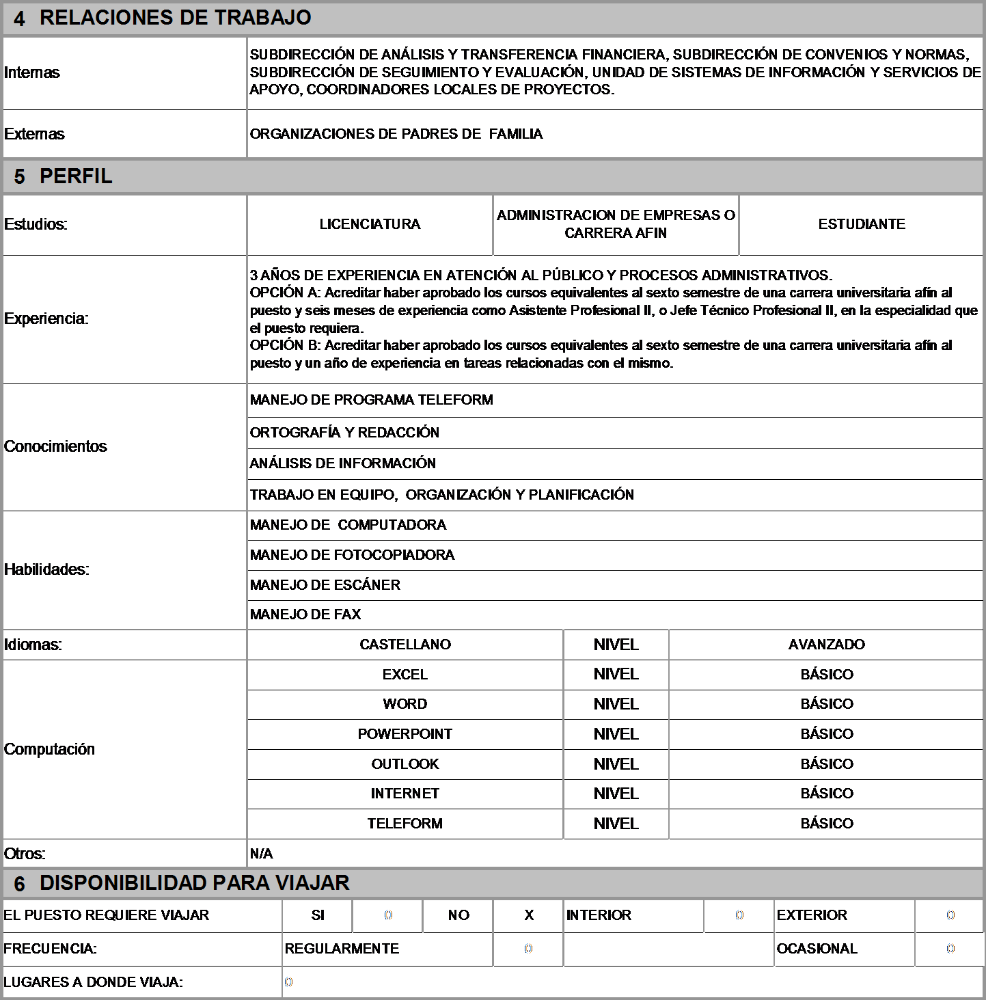 4 RELACIONES DE TRABAJO
Internas
SUBDIRECCIÓN DE ANÁLISIS Y TRANSFERENCIA FINANCIERA, SUBDIRECCIÓN DE CONVENIOS Y NORMAS,
SUBDIRECCIÓN DE SEGUIMIENTO Y EVALUACIÓN, UNIDAD DE SISTEMAS DE INFORMACIÓN Y SERVICIOS DE
APOYO, COORDINADORES LOCALES DE PROYECTOS.
Externas
ORGANIZACIONES DE PADRES DE  FAMILIA
5 PERFIL
Estudios:
LICENCIATURA
ADMINISTRACION DE EMPRESAS O
CARRERA AFIN
ESTUDIANTE
Experiencia:
3 AÑOS DE EXPERIENCIA EN ATENCIÓN AL PÚBLICO Y PROCESOS ADMINISTRATIVOS.
OPCIÓN A: Acreditar haber aprobado los cursos equivalentes al sexto semestre de una carrera universitaria afín al
puesto y seis meses de experiencia como Asistente Profesional II, o Jefe Técnico Profesional II, en la especialidad que
el puesto requiera.
OPCIÓN B: Acreditar haber aprobado los cursos equivalentes al sexto semestre de una carrera universitaria afín al
puesto y un año de experiencia en tareas relacionadas con el mismo.
Conocimientos
MANEJO DE PROGRAMA TELEFORM
ORTOGRAFÍA Y REDACCIÓN
ANÁLISIS DE INFORMACIÓN
TRABAJO EN EQUIPO,  ORGANIZACIÓN Y PLANIFICACIÓN
Habilidades:
MANEJO DE  COMPUTADORA
MANEJO DE FOTOCOPIADORA
MANEJO DE ESCÁNER
MANEJO DE FAX
Idiomas: CASTELLANO NIVEL AVANZADO
Computación
EXCEL NIVEL BÁSICO
WORD NIVEL BÁSICO
POWERPOINT NIVEL BÁSICO
OUTLOOK NIVEL BÁSICO
INTERNET NIVEL BÁSICO
TELEFORM NIVEL BÁSICO
Otros: N/A
6 DISPONIBILIDAD PARA VIAJAR
EL PUESTO REQUIERE VIAJAR SI 0 NO X INTERIOR 0 EXTERIOR 0
FRECUENCIA: REGULARMENTE 0 OCASIONAL 0
LUGARES A DONDE VIAJA: 0